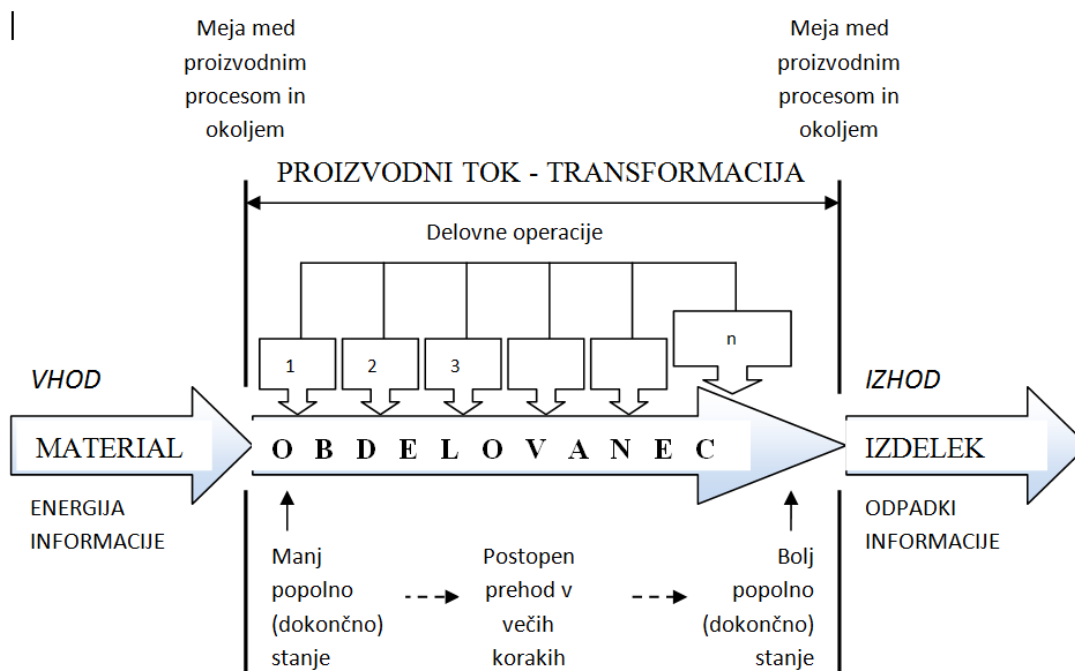 Meja med
proizvodnim
procesom in
okoljem
Meja med
proizvodnim
procesom in
okoljem
PROIZVODNI TOK - TRANSFORMACIJA
Delovne operacije
1
2
3
n
VHOD
IZHOD
MATERIAL
O B D E L O V A N E C
IZDELEK
ENERGIJA
INFORMACIJE
ODPADKI
INFORMACIJE
Manj
popolno
(dokončno)
stanje
Postopen
prehod v
večih
korakih
Bolj
popolno
(dokončno)
stanje